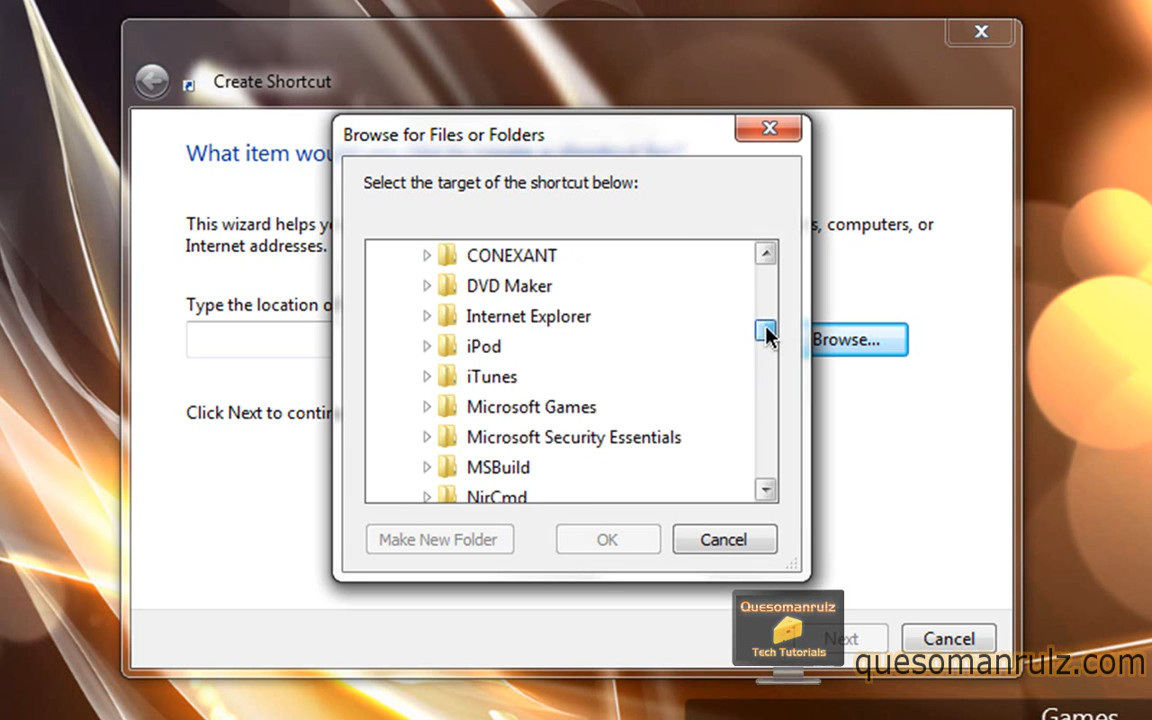 Create Shortcut
Browse for Files or Folders
What item wou
Select the target of the shortcut below:
This wizard helps y
s, computers, or
Internet addresses.
CONEXANT
DVD Maker
Type the location o
Internet Explorer
Browse...
iPod
iTunes
Click Next to contin
Microsoft Games
Microsoft Security Essentials
MSBuild
NirCmd
Make New Folder
OK
Cancel
Quesomanrulz
Tech Tutorials
Next
Cancel
quesomanrulz.com
Games